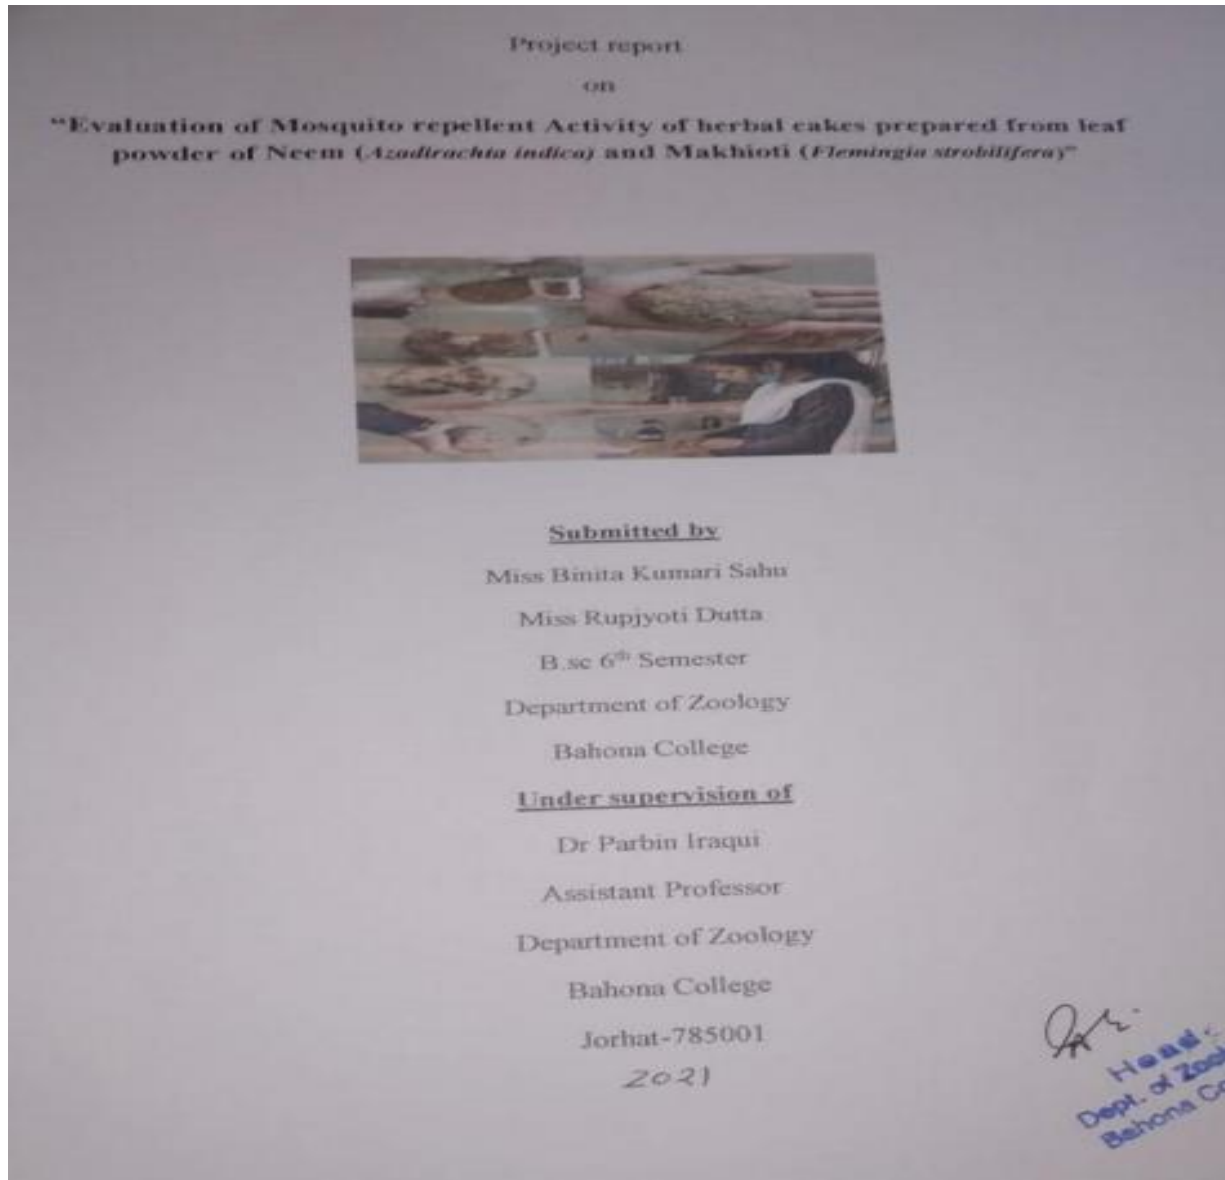 Project report
on
"Evaluation of Mosquito repellent Activity of herbal cakes prepared from leaf
powder of Neem (Azadirachta indica) and Makhioti (Flemingia strobilifera)"
Submitted by
Miss Binita Kumari Sahu
Miss Rupjyoti Dutta
B.sc 6th Semester
Department of Zoology
Bahona College
Under supervision of
Dr Parbin Iraqui
Assistant Professor
Department of Zoology
Bahona College
Jorhat-785001
2021
Head
Dept. of
Bahona